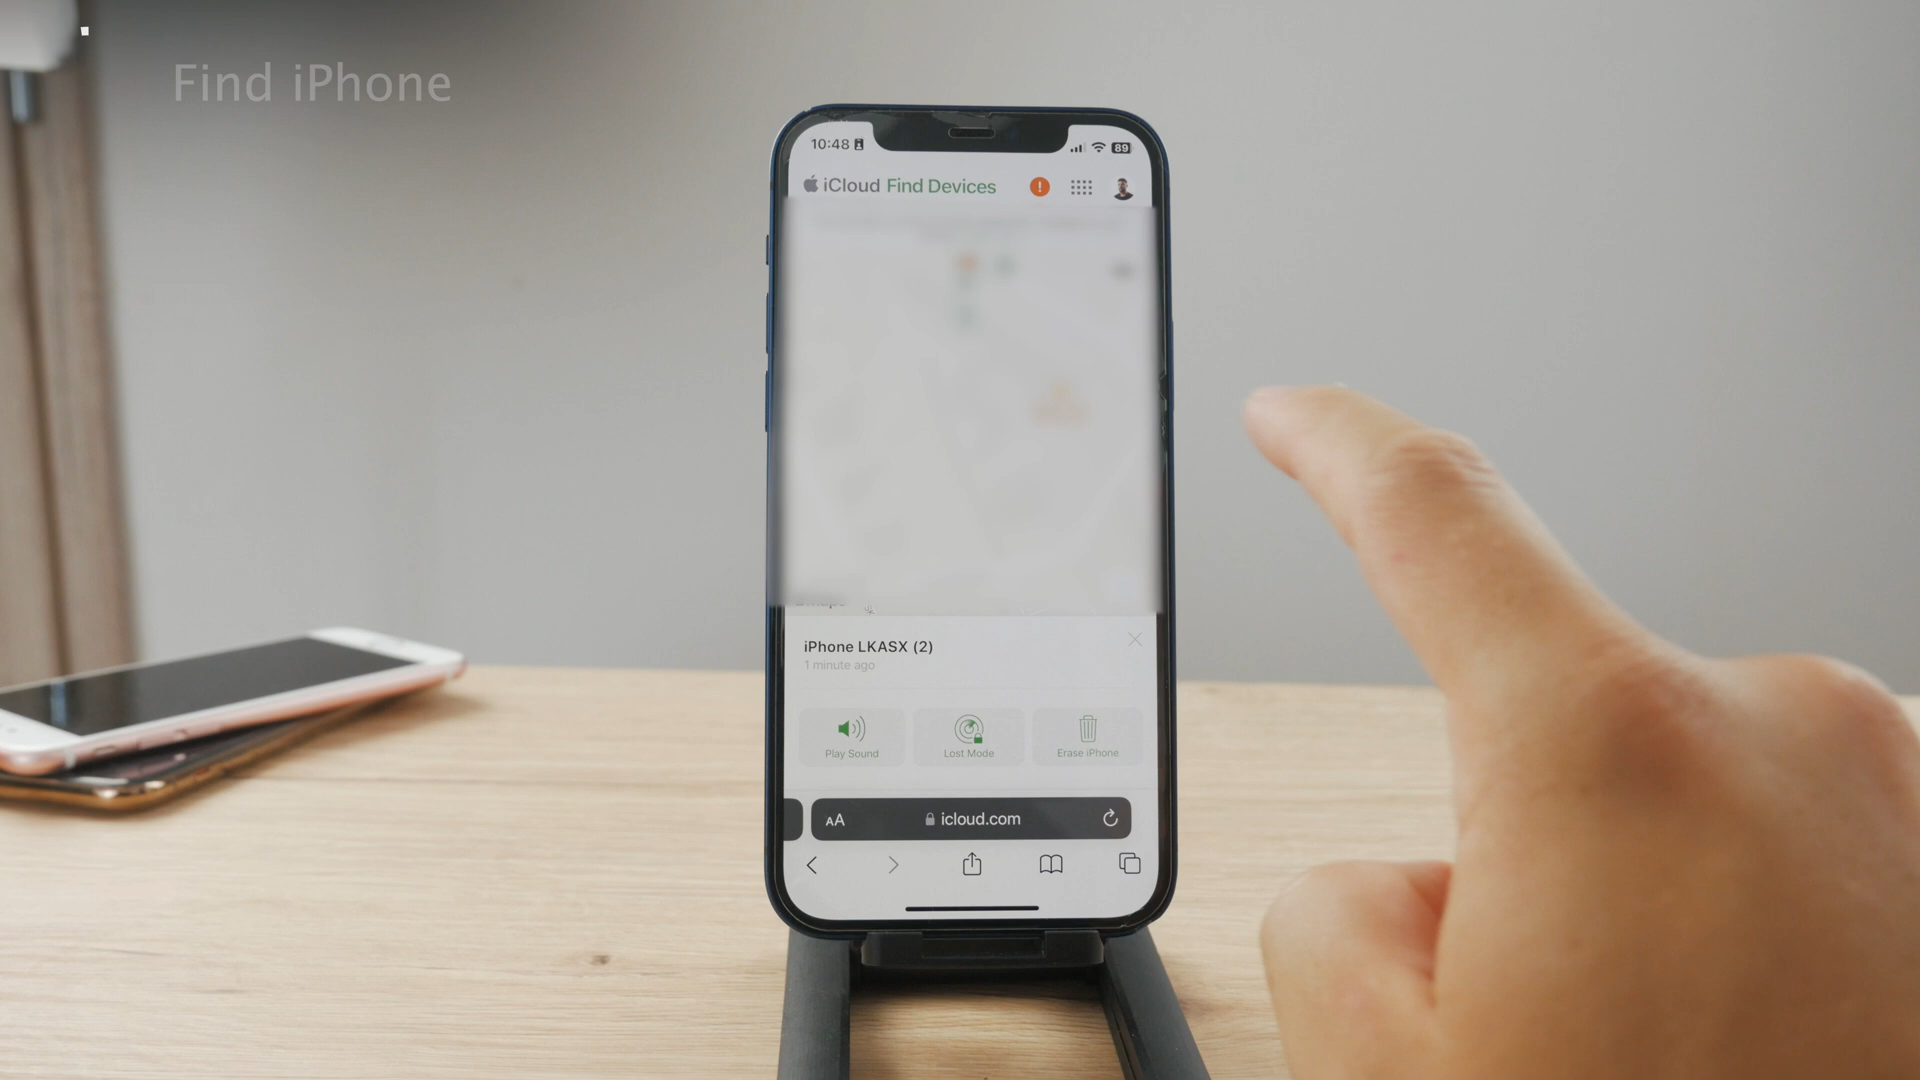 Find iPhone
10:48
89
iCloud Find Devices
iPhone LKASX (2)
1 minute ago
Play Sound
Lost Mode
Erase iPhone
AA
icloud.com